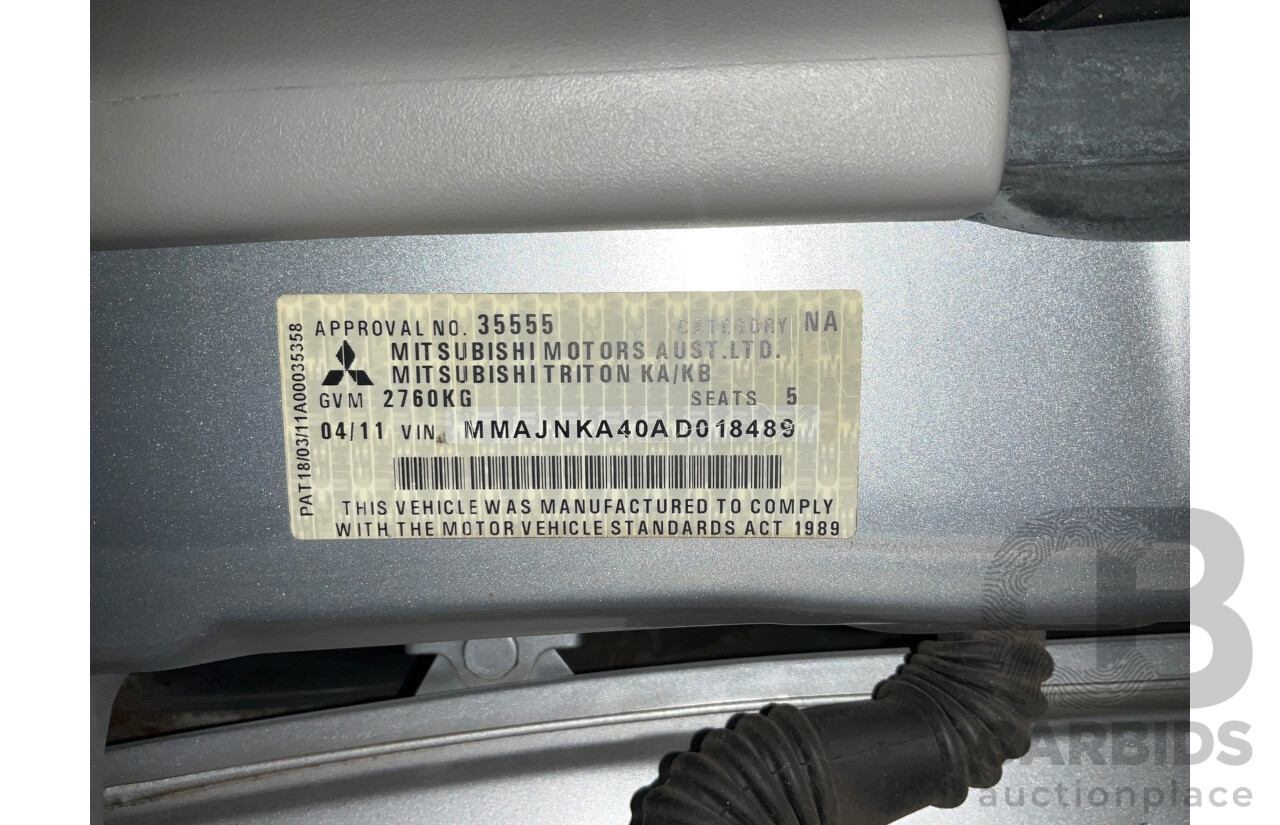 APPROVAL NO. 35555 CATEGORY NA
MITSUBISHI MOTORS AUST.LTD.
MITSUBISHI TRITON KA/KB
GVM 2760KG SEATS 5
04/11 VIN MMAJNKA40AD018489
THIS VEHICLE WAS MANUFACTURED TO COMPLY
WITH THE MOTOR VEHICLE STANDARDS ACT 1989
PAT18/03/11A00035358
CB
CARBIDS
auctionplace